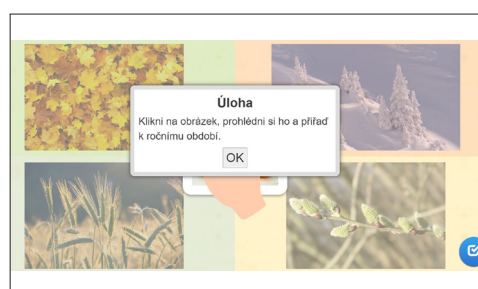 Úloha
Klikni na obrázek, prohlédni si ho a přiřaď
k ročnímu období.
OK